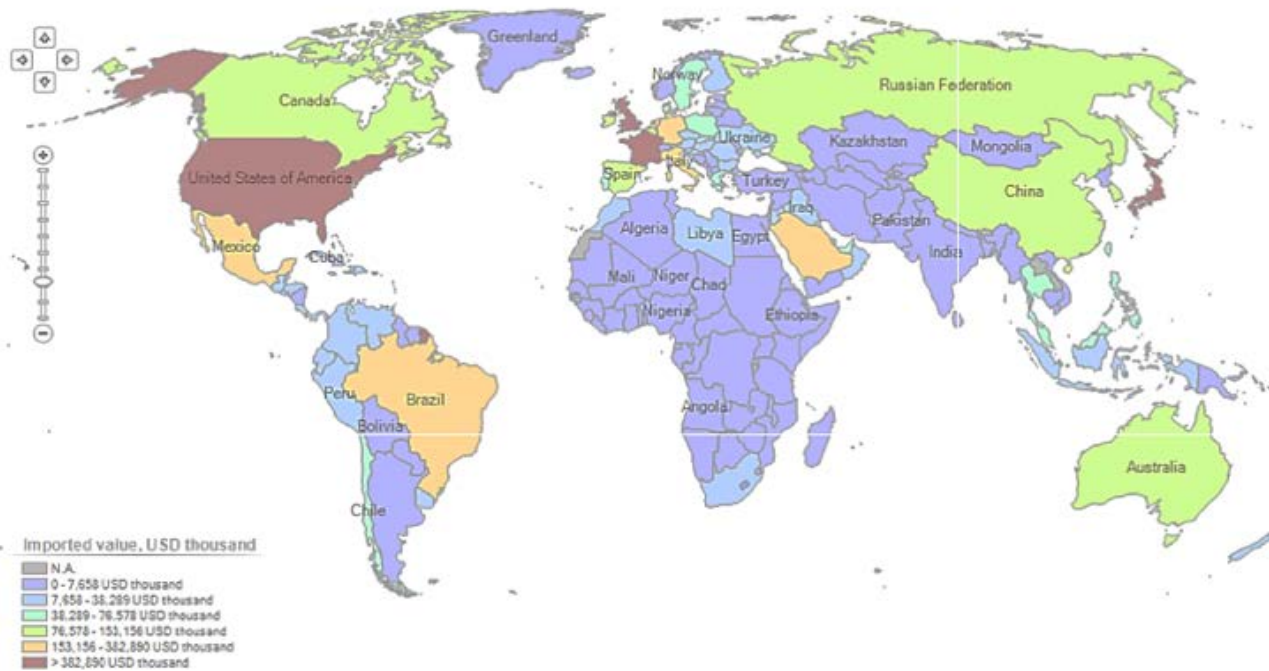 Greenland
Norway
Russian Federation
Canada
Ukraine
Kazakhstan
Mongolia
Italy
United States of America
Spain
Turkey
China
Iraq
Pakistan
Mexico
Algeria
Libya
Egypt
India
Cuba
Mali
Niger
Chad
Nigeria
Ethiopia
Peru
Brazil
Angola
Bolivia
Australia
Chile
Imported value, USD thousand
N.A.
0 - 7,658 USD thousand
7,658 - 38,289 USD thousand
38,289 - 76,578 USD thousand
76,578 - 153,156 USD thousand
153,156 - 382,890 USD thousand
> 382,890 USD thousand